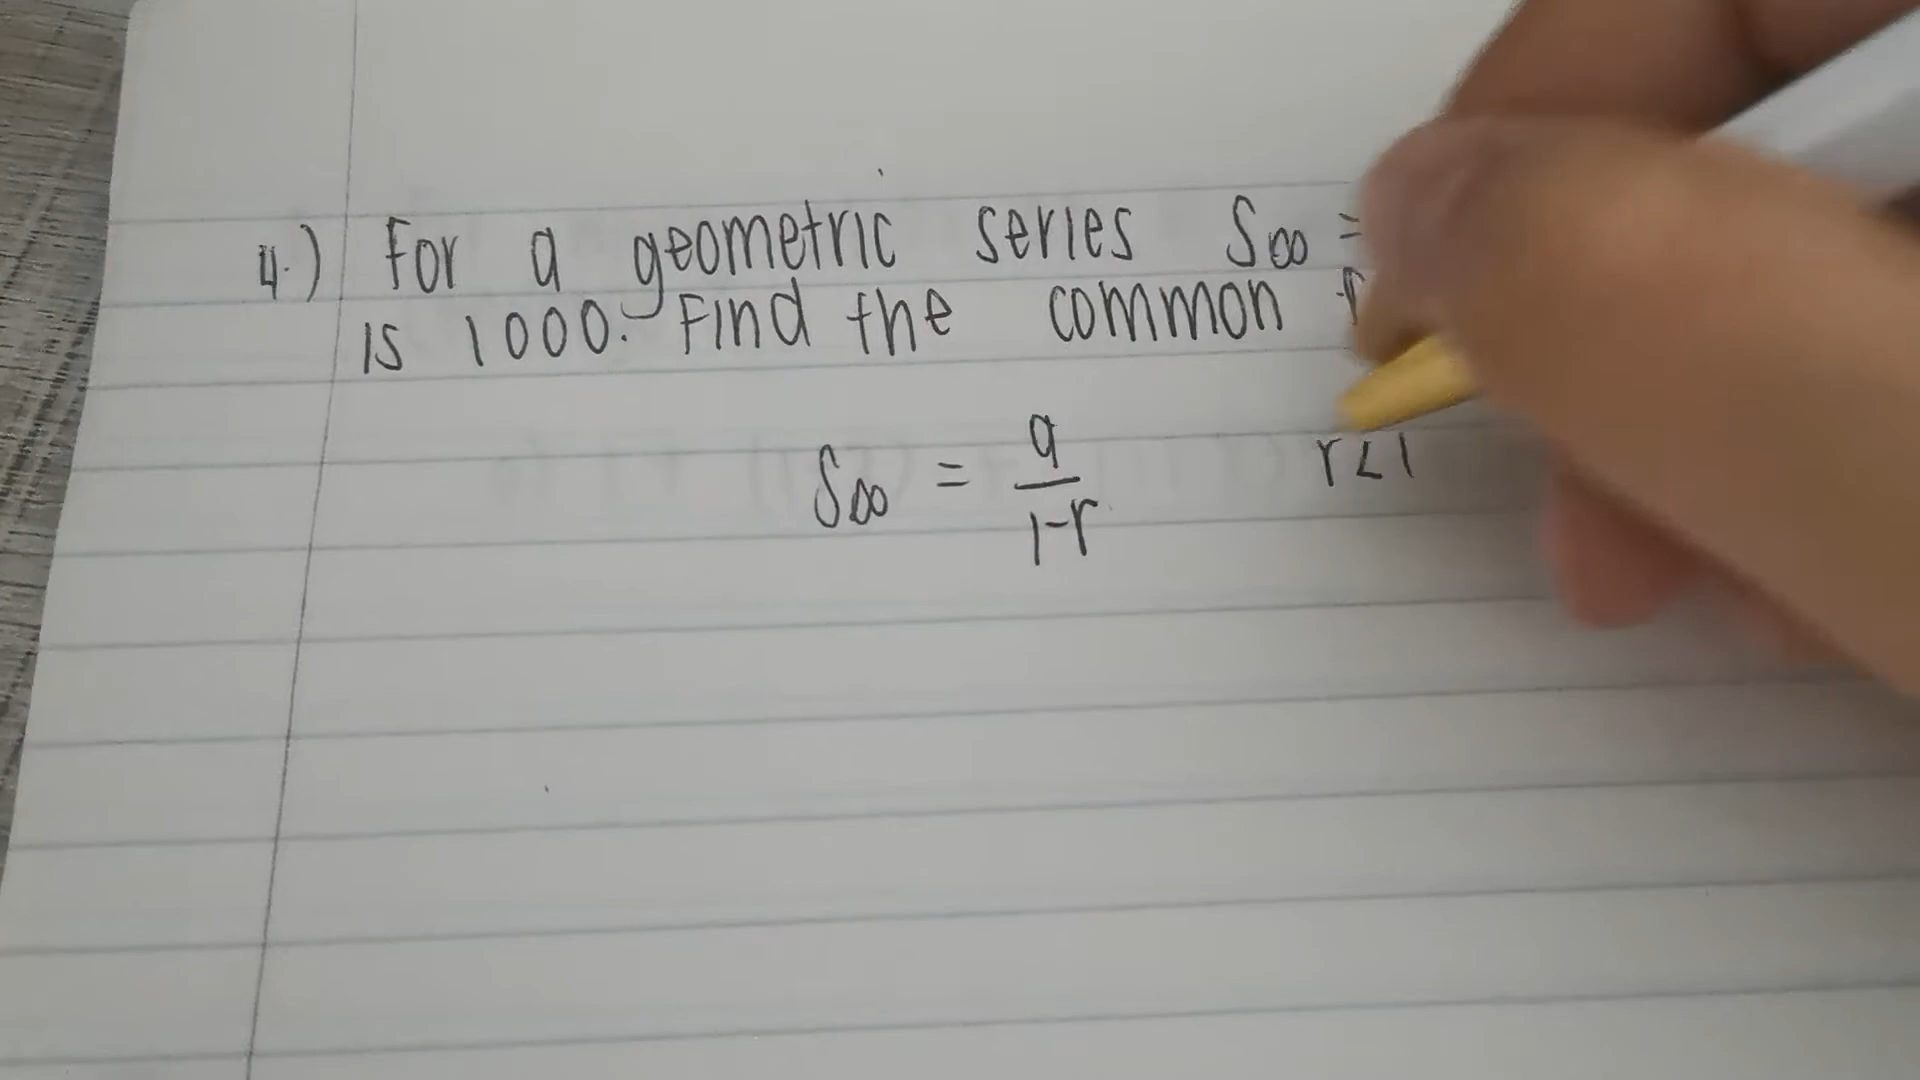 4.) For a geometric series S∞ =
is 1000. Find the common r
S∞ = a/1-r r<1